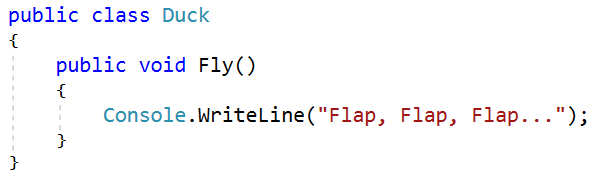 public class Duck
{
    public void Fly()
    {
        Console.WriteLine("Flap, Flap, Flap...");
    }
}